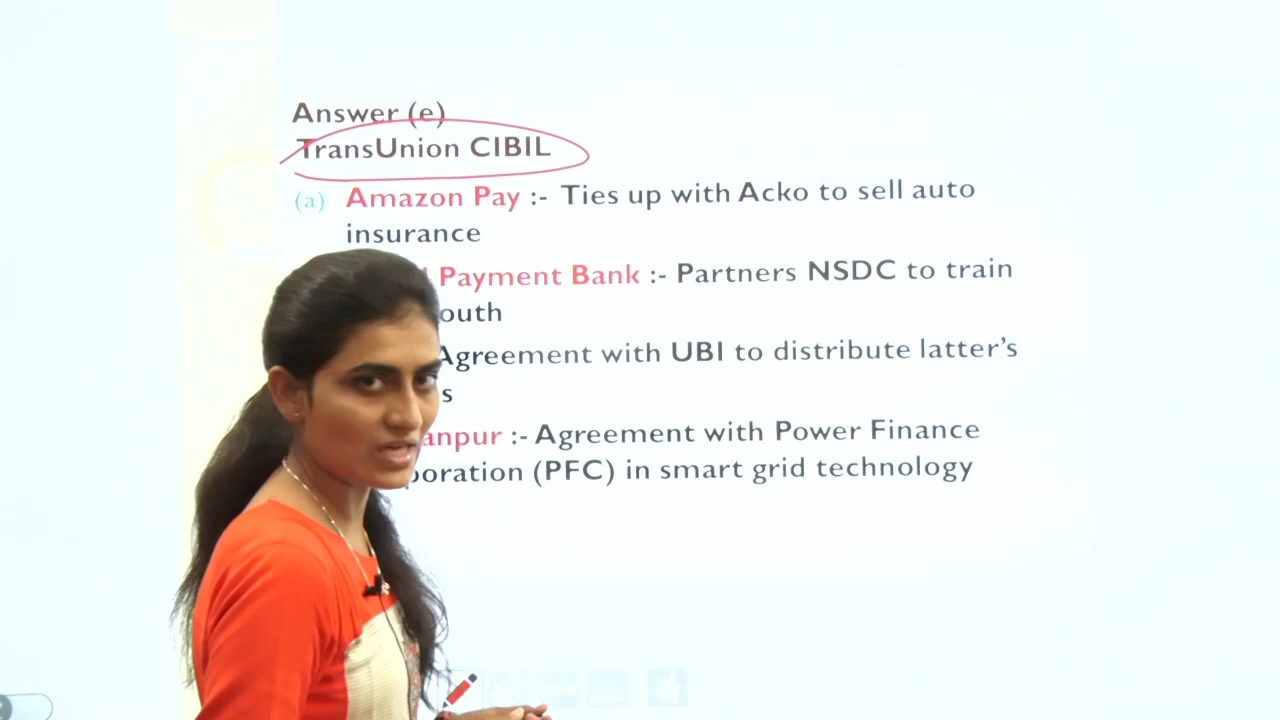 Answer (e)
TransUnion CIBIL
(a) Amazon Pay :- Ties up with Acko to sell auto
insurance
Payment Bank :- Partners NSDC to train
outh
Agreement with UBI to distribute latter's
s
anpur :- Agreement with Power Finance
poration (PFC) in smart grid technology